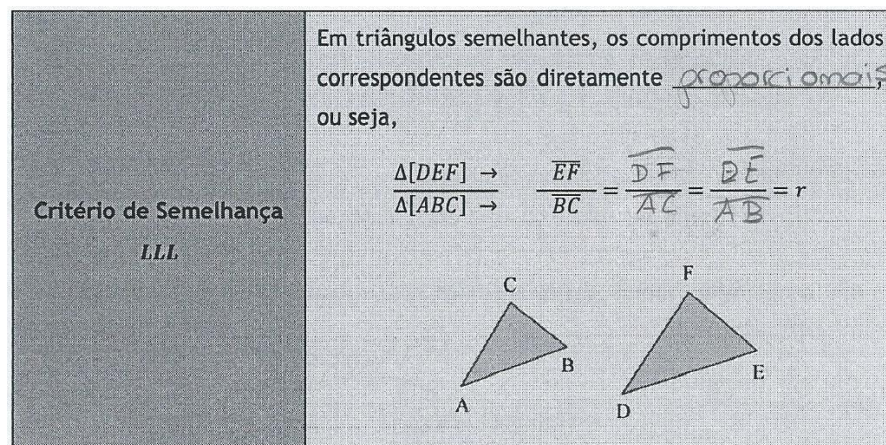 Critério de Semelhança
LLL
Em triângulos semelhantes, os comprimentos dos lados
correspondentes são diretamente proporcionais,
ou seja,
Δ[DEF] → / Δ[ABC] → EF / BC = DF / AC = DE / AB = r
C
B
A
F
E
D